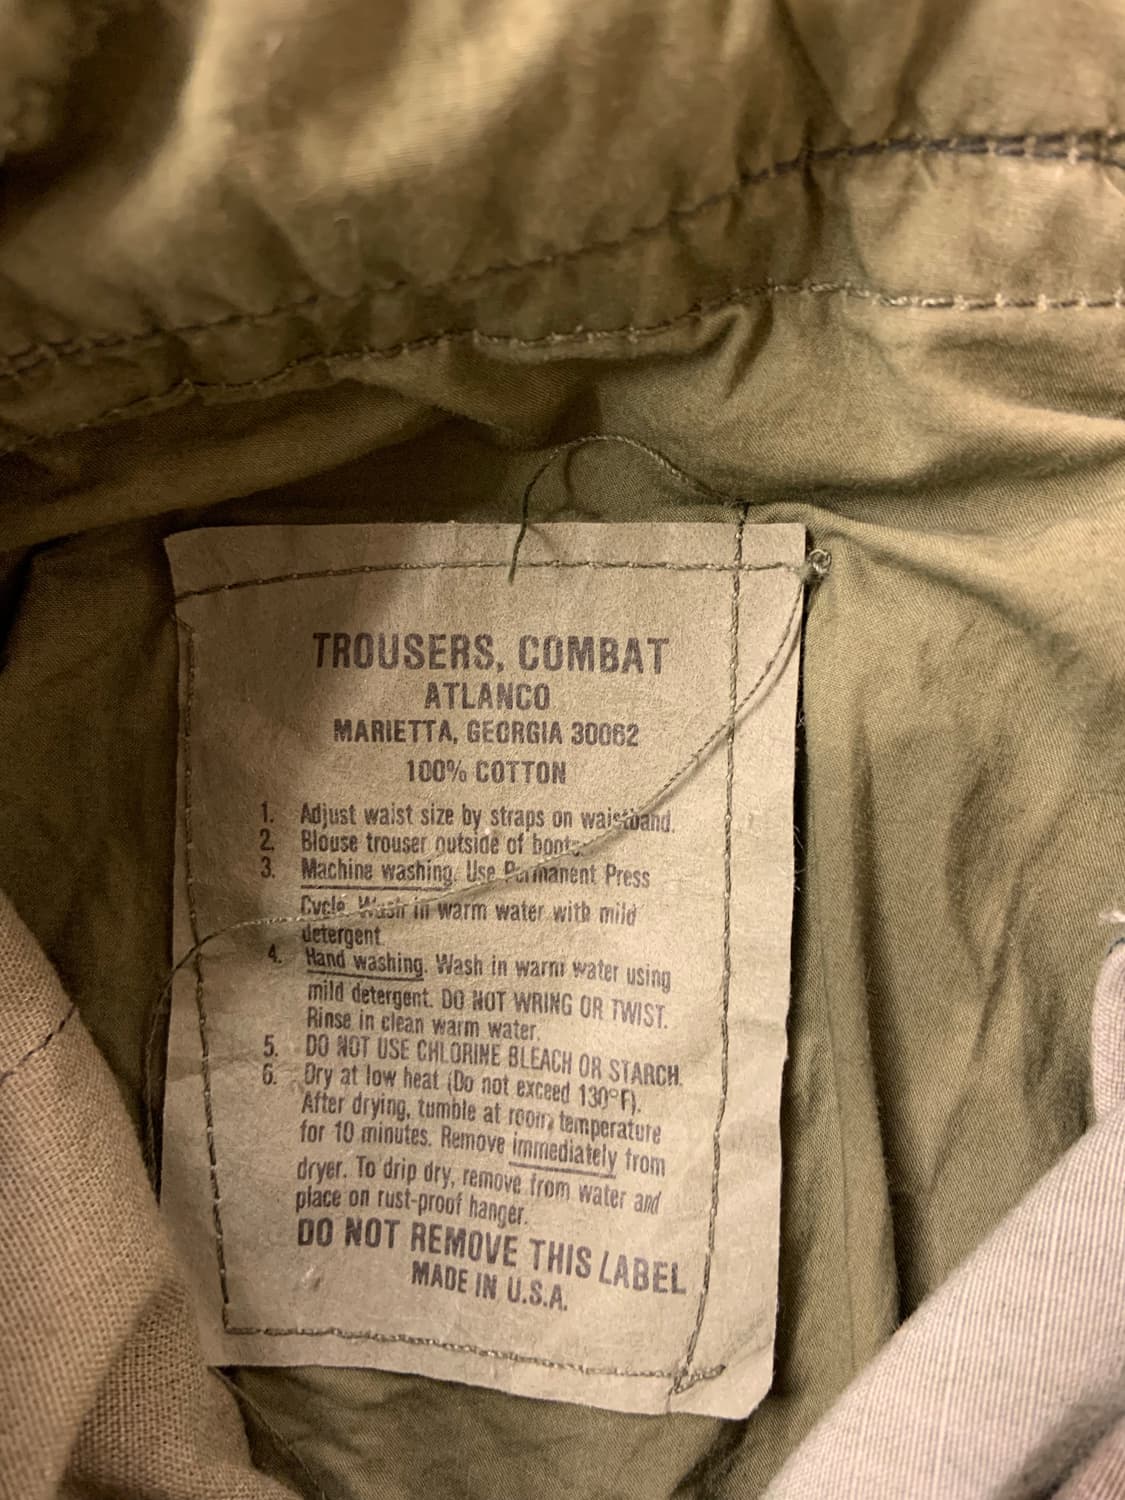 TROUSERS, COMBAT
ATLANCO
MARIETTA, GEORGIA 30062
100% COTTON
1. Adjust waist size by straps on waistband.
2. Blouse trouser outside of boots.
3. Machine washing. Use Permanent Press
Cycle. Wash in warm water with mild
detergent.
4. Hand washing. Wash in warm water using
mild detergent. DO NOT WRING OR TWIST.
Rinse in clean warm water.
5. DO NOT USE CHLORINE BLEACH OR STARCH.
6. Dry at low heat (Do not exceed 130°F).
After drying, tumble at room temperature
for 10 minutes. Remove immediately from
dryer. To drip dry, remove from water and
place on rust-proof hanger.
DO NOT REMOVE THIS LABEL
MADE IN U.S.A.